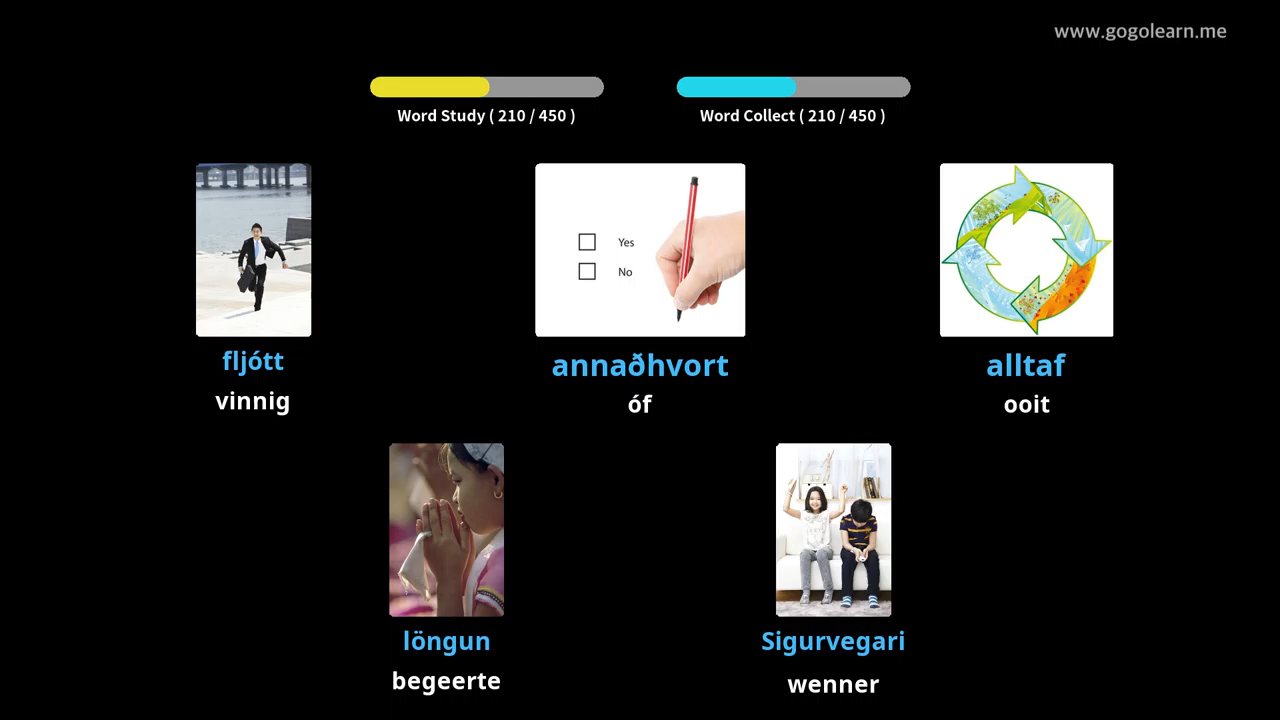 www.gogolearn.me
Word Study ( 210 / 450 )
Word Collect ( 210 / 450 )
Yes
No
fljótt
vinnig
annaðhvort
óf
alltaf
ooit
löngun
begeerte
Sigurvegari
wenner